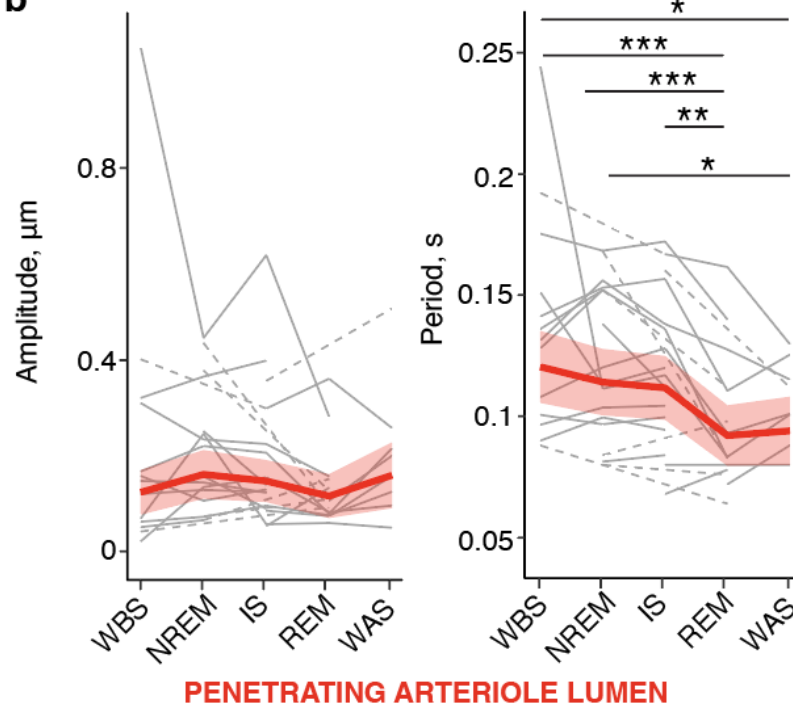 b
Amplitude, µm
0.8
0.4
0
WBS
NREM
IS
REM
WAS
Period, s
0.25
0.2
0.15
0.1
0.05
*
***
***
**
*
WBS
NREM
IS
REM
WAS
PENETRATING ARTERIOLE LUMEN